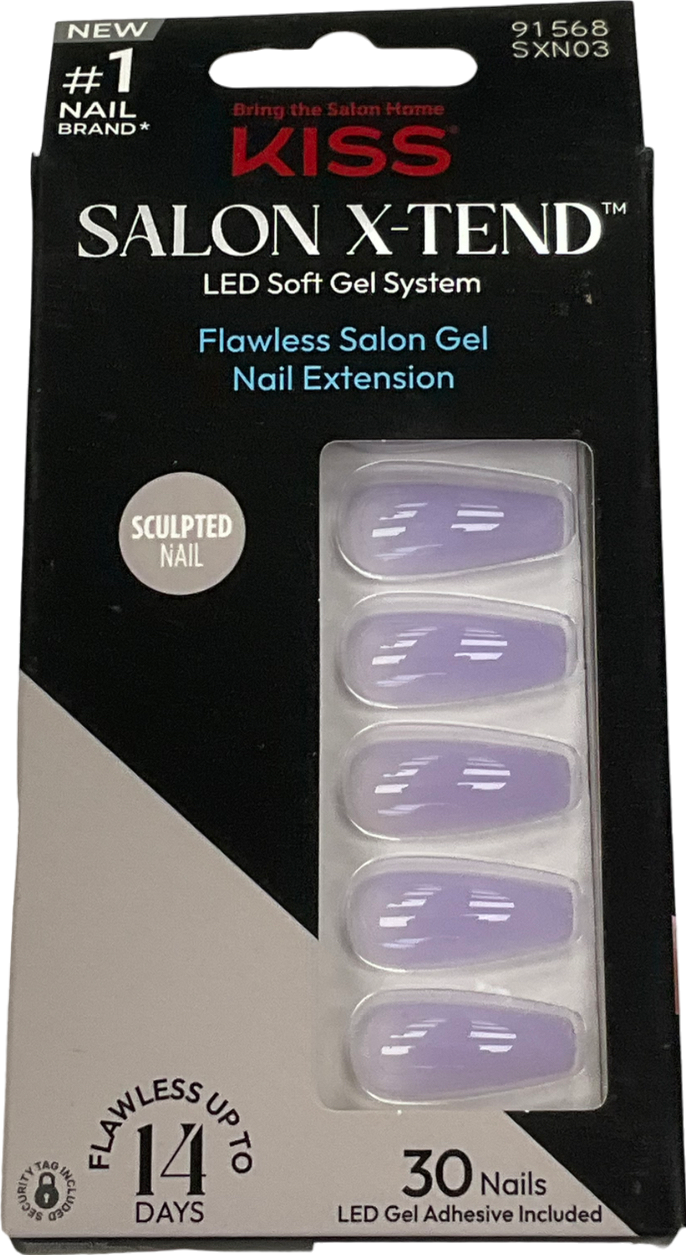 NEW
#1
NAIL
BRAND*
91568
SXN03
Bring the Salon Home
KISS®
SALON X-TEND™
LED Soft Gel System
Flawless Salon Gel
Nail Extension
SCULPTED
NAIL
FLAWLESS UP TO
14
DAYS
SECURITY TAG INCLUDED
30 Nails
LED Gel Adhesive Included